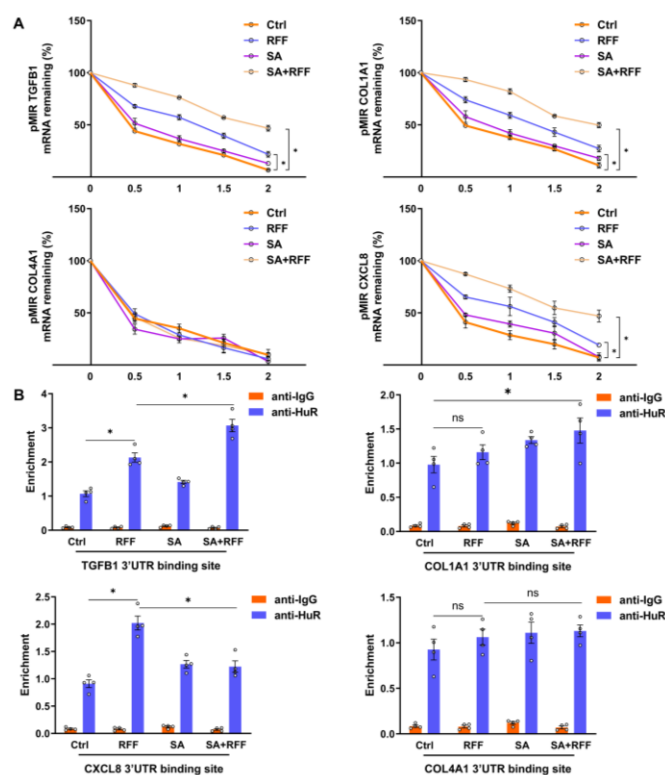 A
pMIR TGFB1
mRNA remaining (%)
150
100
50
0 0.5 1 1.5 2
Ctrl
RFF
SA
SA+RFF
*
*
pMIR COL1A1
mRNA remaining (%)
150
100
50
0 0.5 1 1.5 2
Ctrl
RFF
SA
SA+RFF
*
*
pMIR COL4A1
mRNA remaining (%)
150
100
50
0 0.5 1 1.5 2
Ctrl
RFF
SA
SA+RFF
pMIR CXCL8
mRNA remaining (%)
150
100
50
0 0.5 1 1.5 2
Ctrl
RFF
SA
SA+RFF
*
*
B
Enrichment
4
3
2
1
0
anti-IgG
anti-HuR
*
*
Ctrl RFF SA SA+RFF
TGFB1 3'UTR binding site
Enrichment
2.0
1.5
1.0
0.5
0.0
anti-IgG
anti-HuR
*
ns
Ctrl RFF SA SA+RFF
COL1A1 3'UTR binding site
Enrichment
2.5
2.0
1.5
1.0
0.5
0.0
anti-IgG
anti-HuR
*
*
Ctrl RFF SA SA+RFF
CXCL8 3'UTR binding site
Enrichment
1.5
1.0
0.5
0.0
anti-IgG
anti-HuR
ns
ns
Ctrl RFF SA SA+RFF
COL4A1 3'UTR binding site